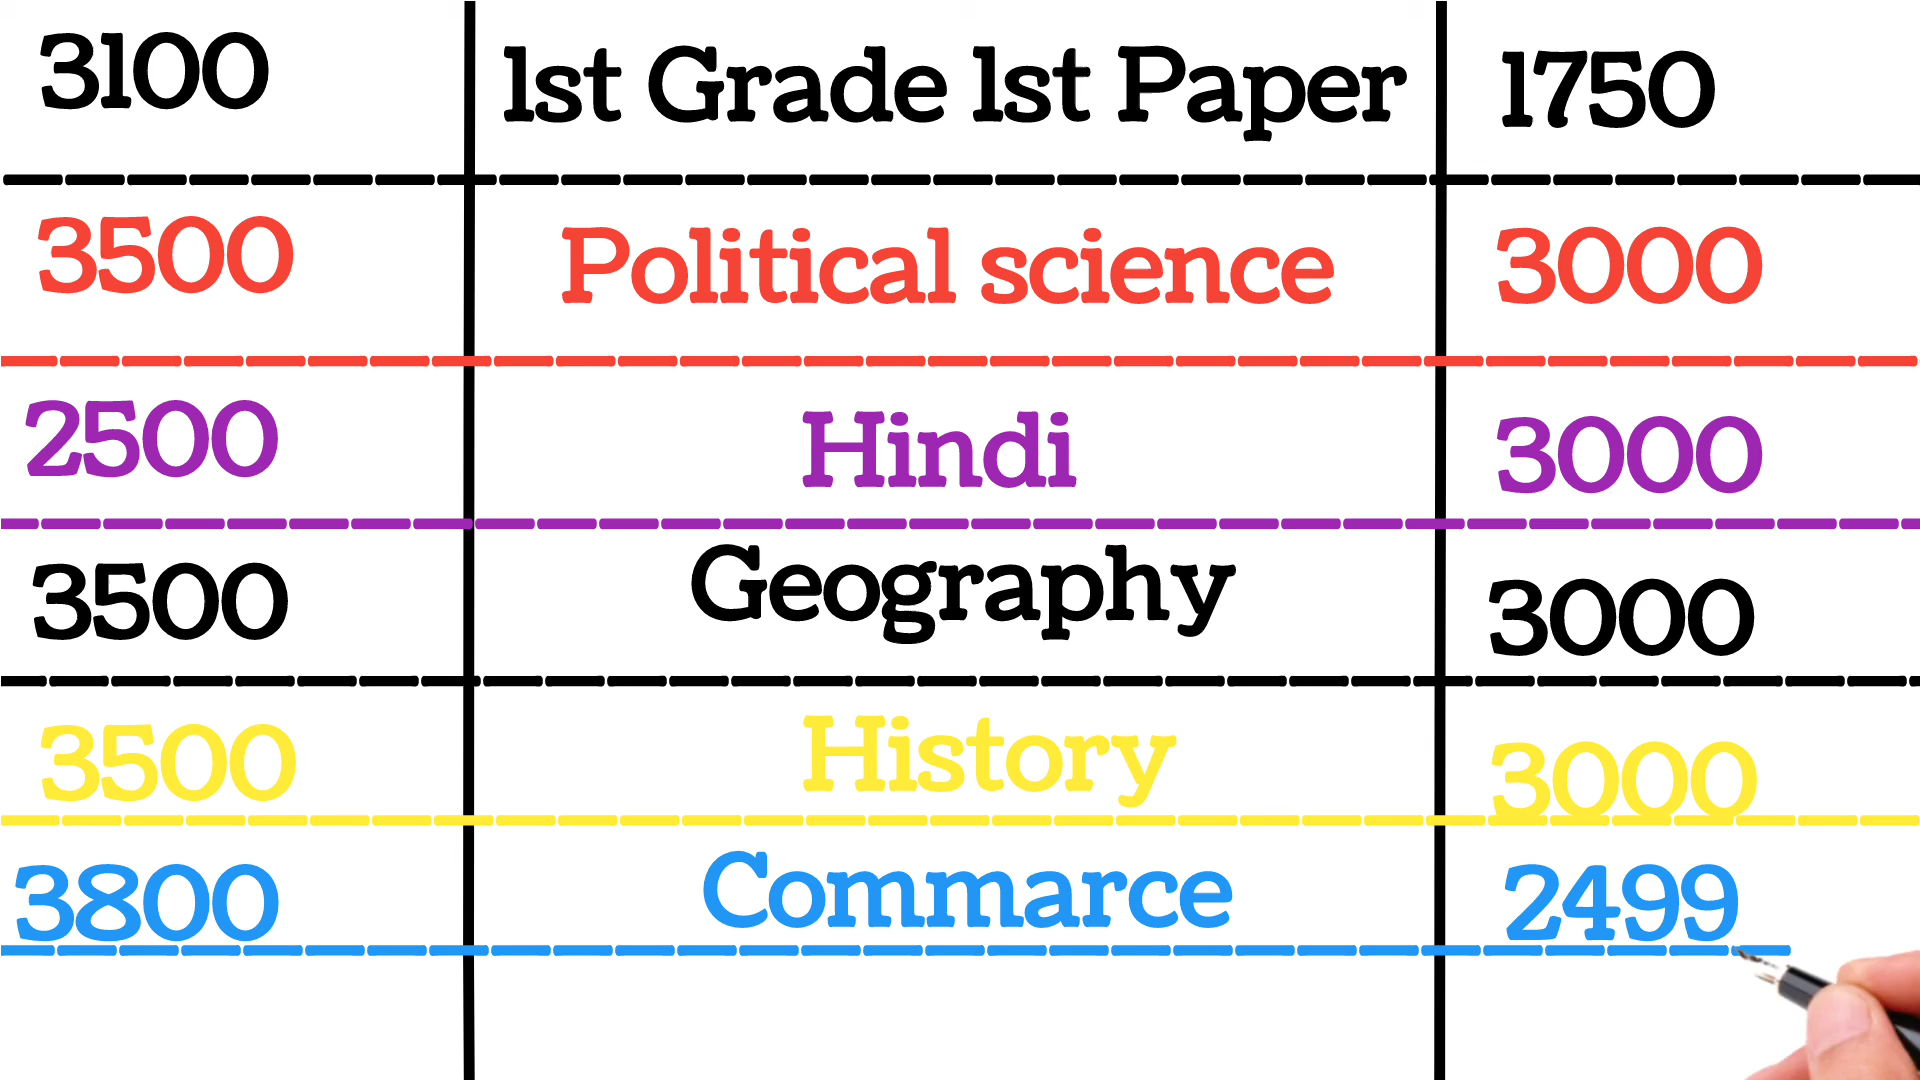 3100 1st Grade 1st Paper 1750
3500 Political science 3000
2500 Hindi 3000
3500 Geography 3000
3500 History 3000
3800 Commarce 2499